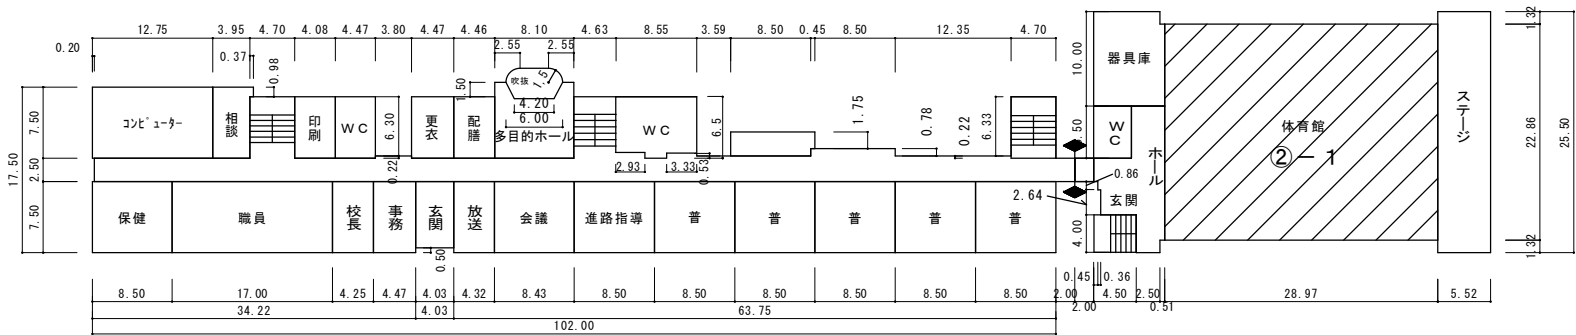 12.75 3.95 4.70 4.08 4.47 3.80 4.47 4.46 8.10 4.63 8.55 3.59 8.50 0.45 8.50 12.35 4.70
0.20 0.37 0.98 2.55 2.55 1.32
吹抜 1.5 1.50 10.00 器具庫
4.20 6.00 1.75 0.78 0.22 6.33
7.50 コンピューター 相談 印刷 WC 6.30 更衣 配膳 多目的ホール WC 6.5 .50 WC 体育館 ステージ
②-1
17.50 2.50 0.22 2.93 3.33 0.53 0.86 ホール 22.86 25.50
2.64 玄関
7.50 保健 職員 校長 事務 玄関 放送 会議 進路指導 普 普 普 普 普
0.50 4.00 1.32
0.45 0.36
8.50 17.00 4.25 4.47 4.03 4.32 8.43 8.50 8.50 8.50 8.50 8.50 8.50 2.00 4.50 2.50 28.97 5.52
2.00 0.51
34.22 4.03 63.75
102.00